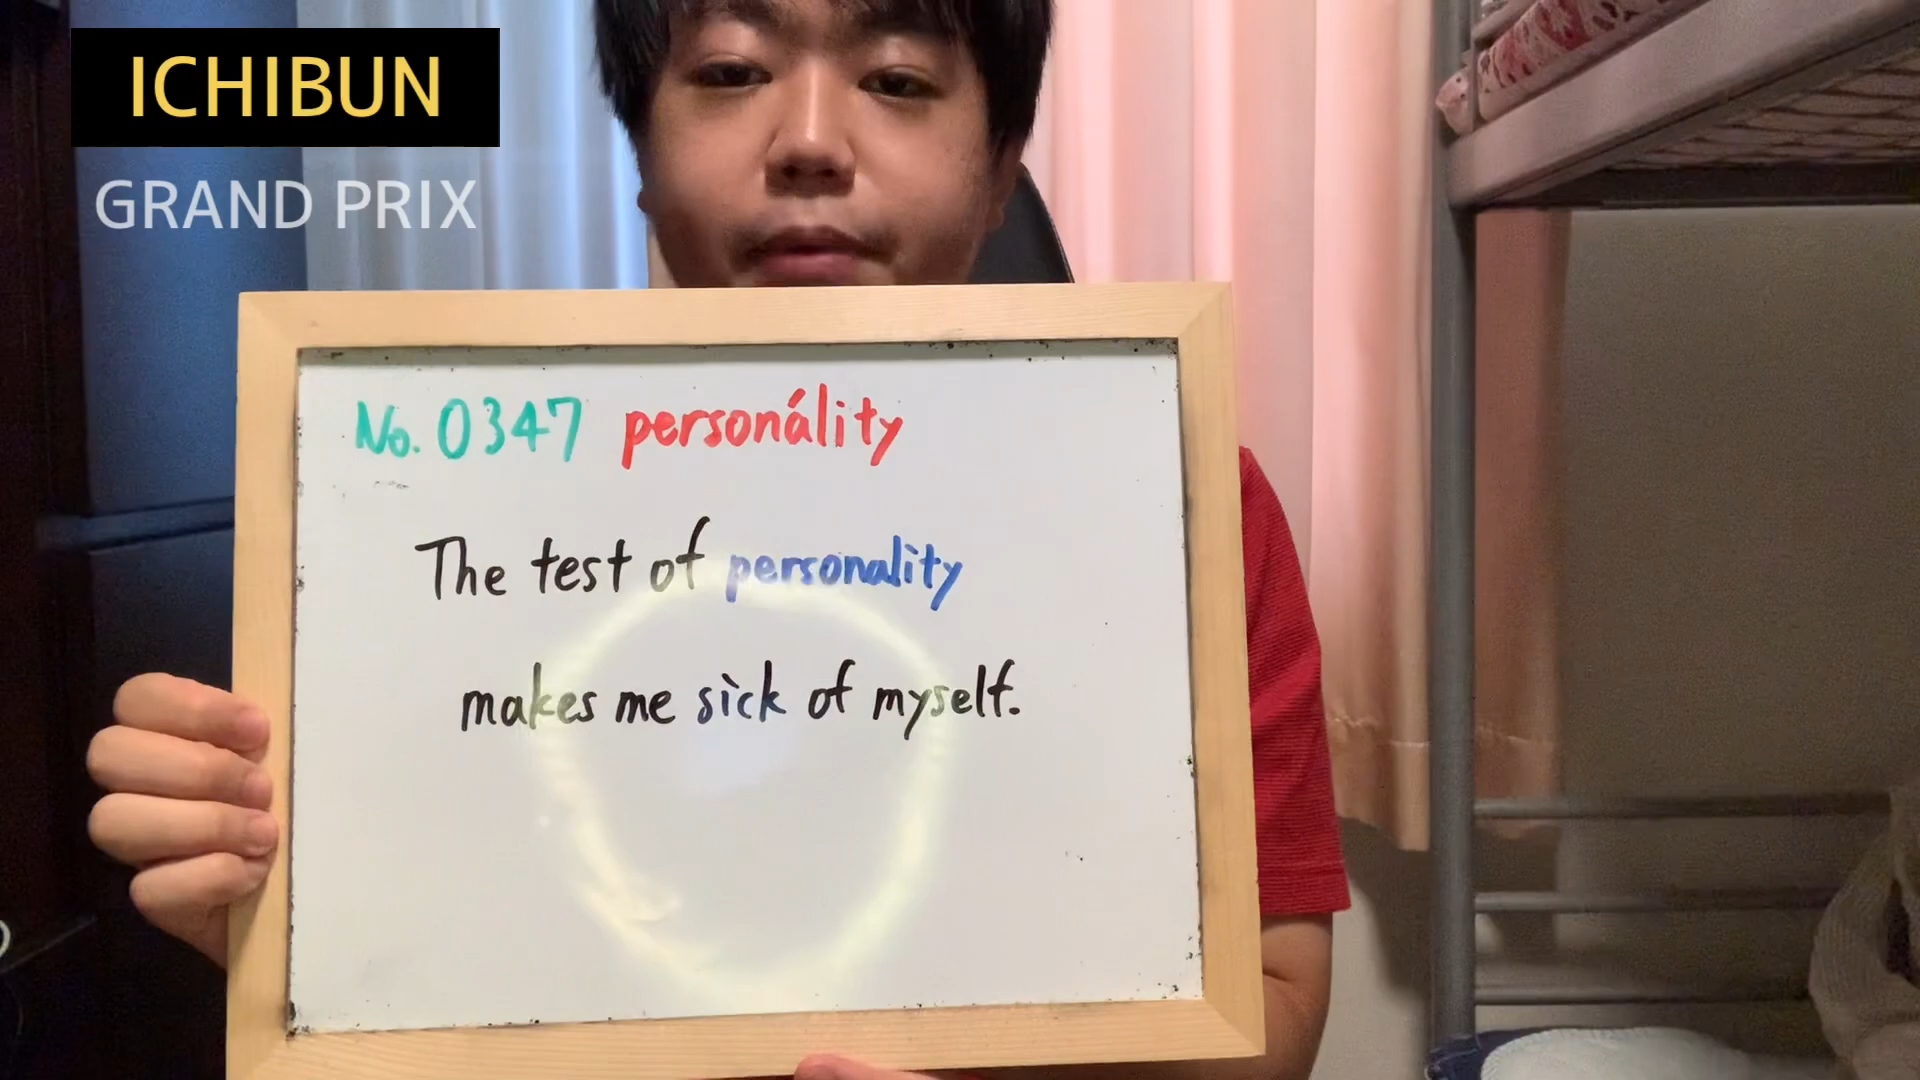 ICHIBUN
GRAND PRIX
No. 0347 personálity
The test of personality
makes me sick of myself.